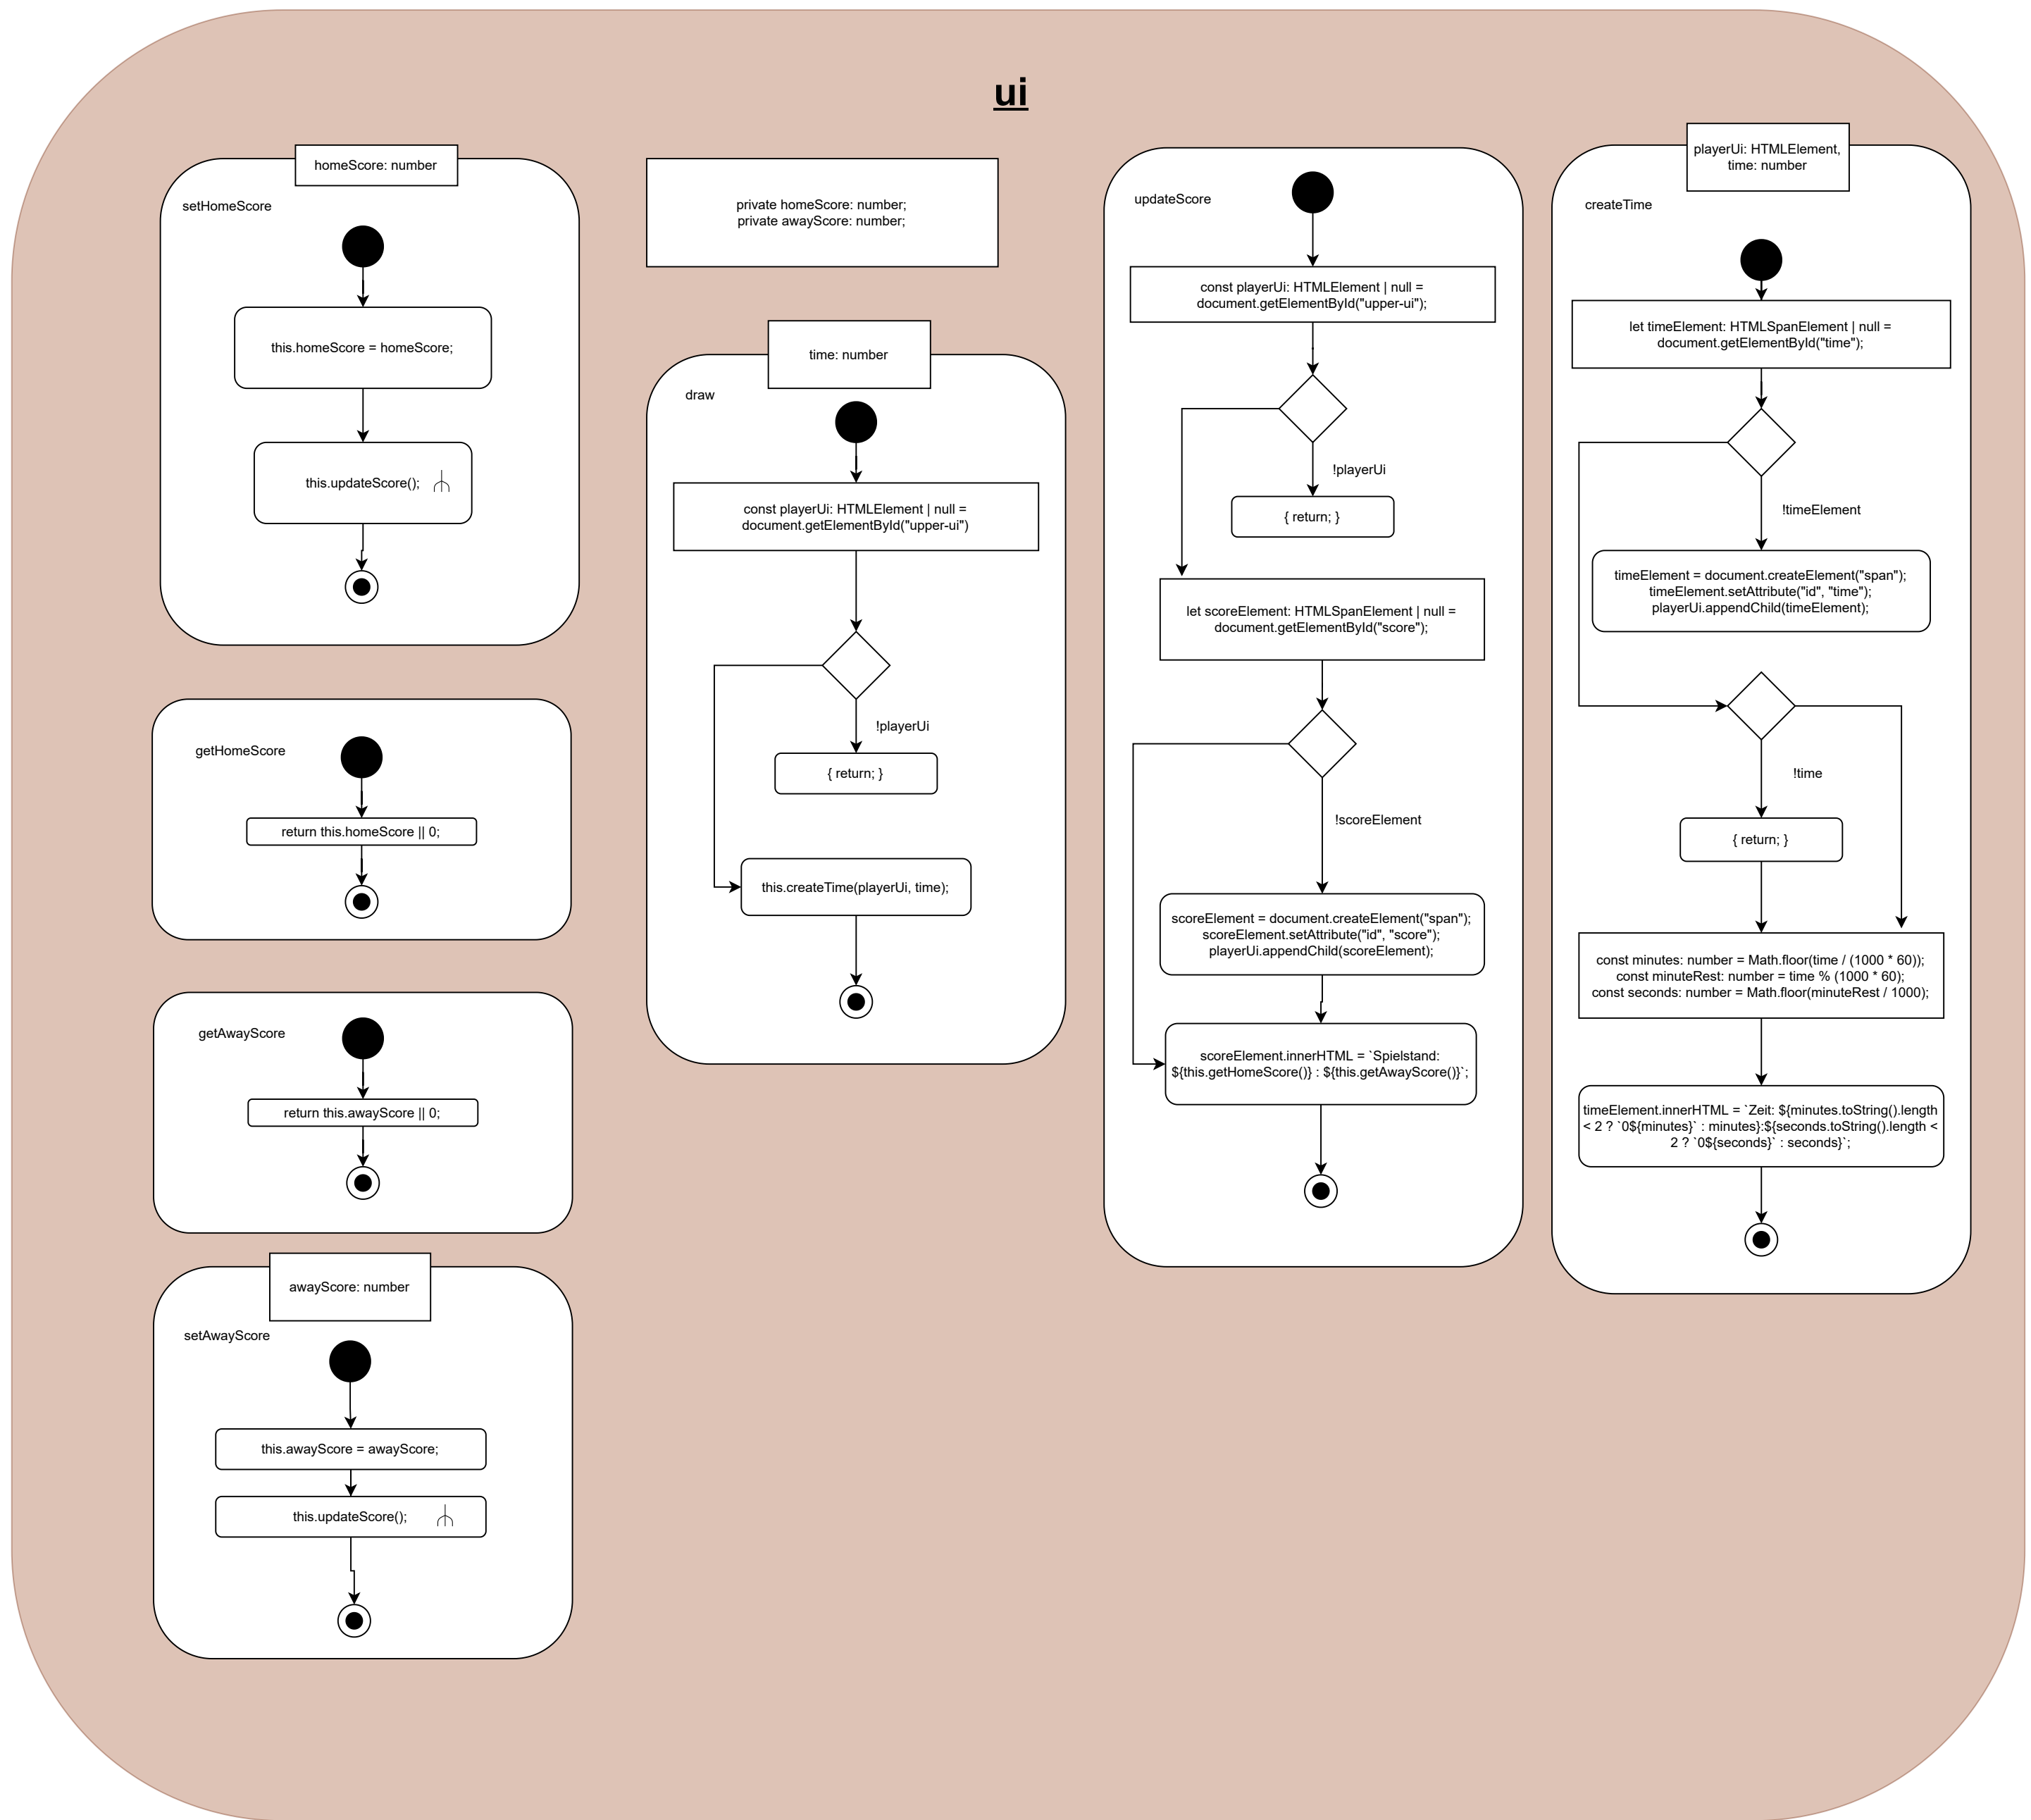 ui
homeScore: number
setHomeScore
this.homeScore = homeScore;
this.updateScore();
getHomeScore
return this.homeScore || 0;
getAwayScore
return this.awayScore || 0;
awayScore: number
setAwayScore
this.awayScore = awayScore;
this.updateScore();
private homeScore: number;
private awayScore: number;
time: number
draw
const playerUi: HTMLElement | null =
document.getElementById("upper-ui")
!playerUi
{ return; }
this.createTime(playerUi, time);
updateScore
const playerUi: HTMLElement | null =
document.getElementById("upper-ui");
!playerUi
{ return; }
let scoreElement: HTMLSpanElement | null =
document.getElementById("score");
!scoreElement
scoreElement = document.createElement("span");
scoreElement.setAttribute("id", "score");
playerUi.appendChild(scoreElement);
scoreElement.innerHTML = `Spielstand:
${this.getHomeScore()} : ${this.getAwayScore()}`;
playerUi: HTMLElement,
time: number
createTime
let timeElement: HTMLSpanElement | null =
document.getElementById("time");
!timeElement
timeElement = document.createElement("span");
timeElement.setAttribute("id", "time");
playerUi.appendChild(timeElement);
!time
{ return; }
const minutes: number = Math.floor(time / (1000 * 60));
const minuteRest: number = time % (1000 * 60);
const seconds: number = Math.floor(minuteRest / 1000);
timeElement.innerHTML = `Zeit: ${minutes.toString().length
< 2 ? `0${minutes}` : minutes}:${seconds.toString().length <
2 ? `0${seconds}` : seconds}`;